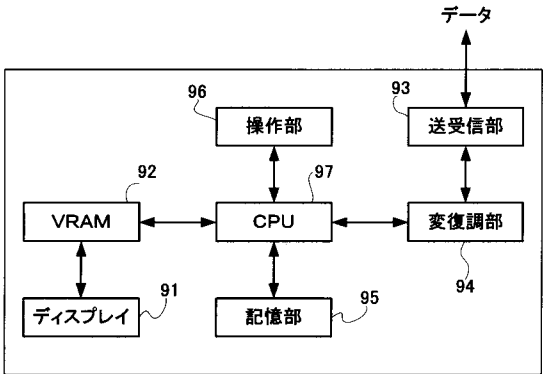 データ
96
操作部
93
送受信部
92
VRAM
97
CPU
変復調部
94
ディスプレイ
91
記憶部
95